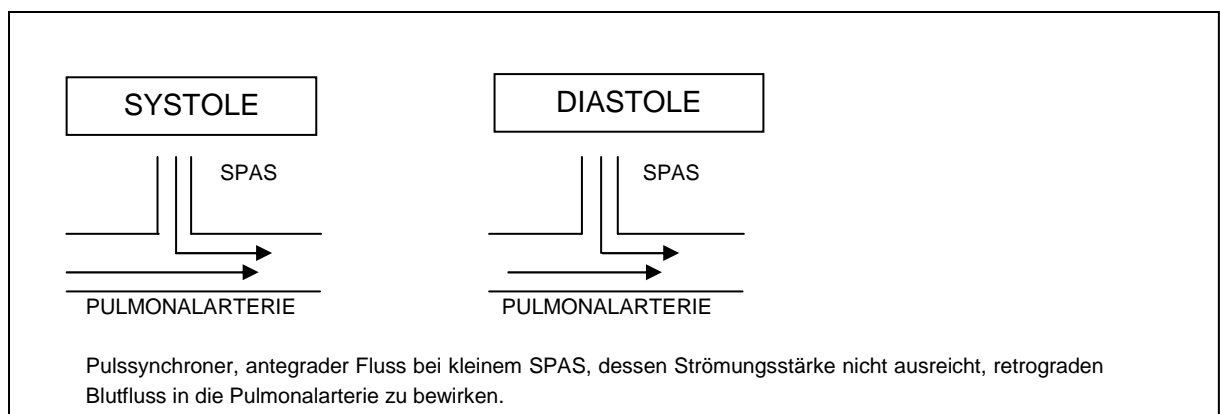 SYSTOLE DIASTOLE
SPAS SPAS
PULMONALARTERIE PULMONALARTERIE
Pulssynchroner, antegrader Fluss bei kleinem SPAS, dessen Strömungsstärke nicht ausreicht, retrograden
Blutfluss in die Pulmonalarterie zu bewirken.